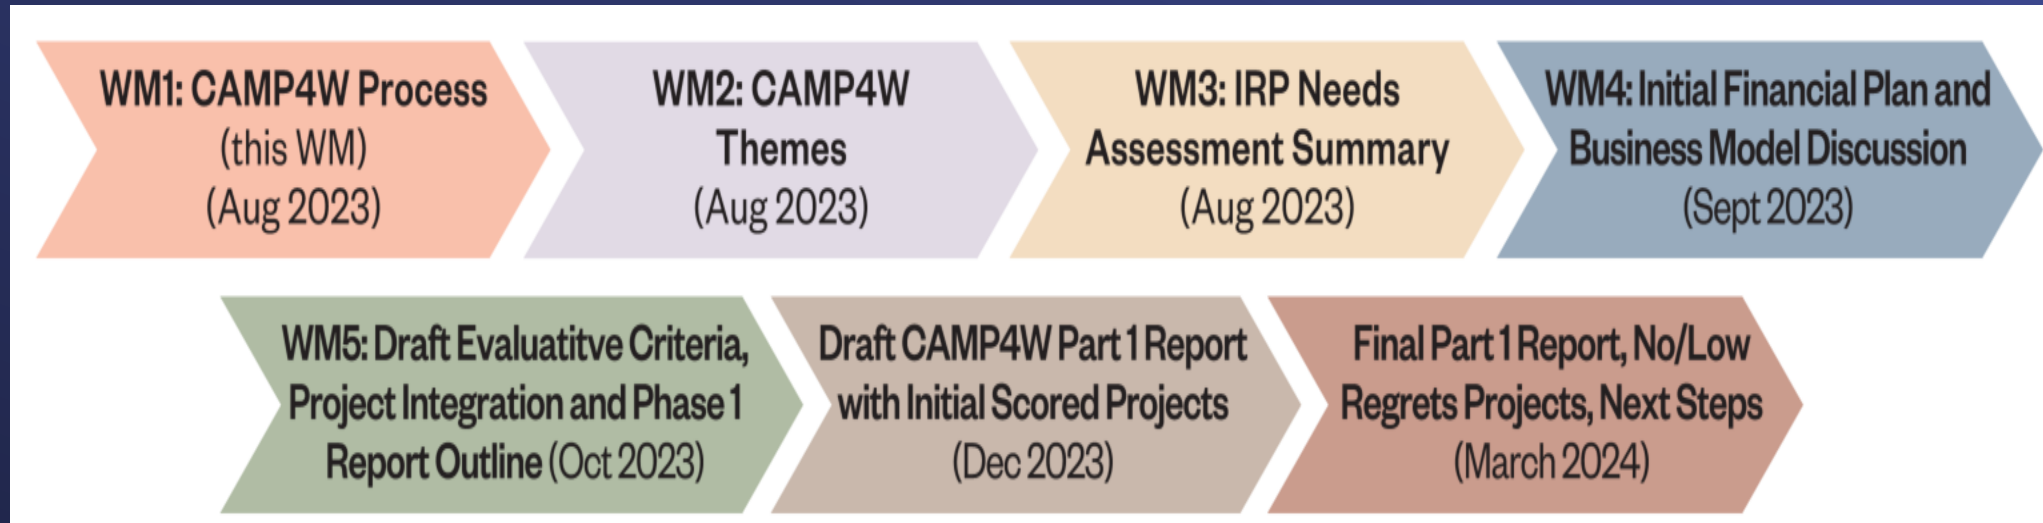 WM1: CAMP4W Process
(this WM)
(Aug 2023)
WM2: CAMP4W
Themes
(Aug 2023)
WM3: IRP Needs
Assessment Summary
(Aug 2023)
WM4: Initial Financial Plan and
Business Model Discussion
(Sept 2023)
WM5: Draft Evaluatitve Criteria,
Project Integration and Phase 1
Report Outline (Oct 2023)
Draft CAMP4W Part 1 Report
with Initial Scored Projects
(Dec 2023)
Final Part 1 Report, No/Low
Regrets Projects, Next Steps
(March 2024)